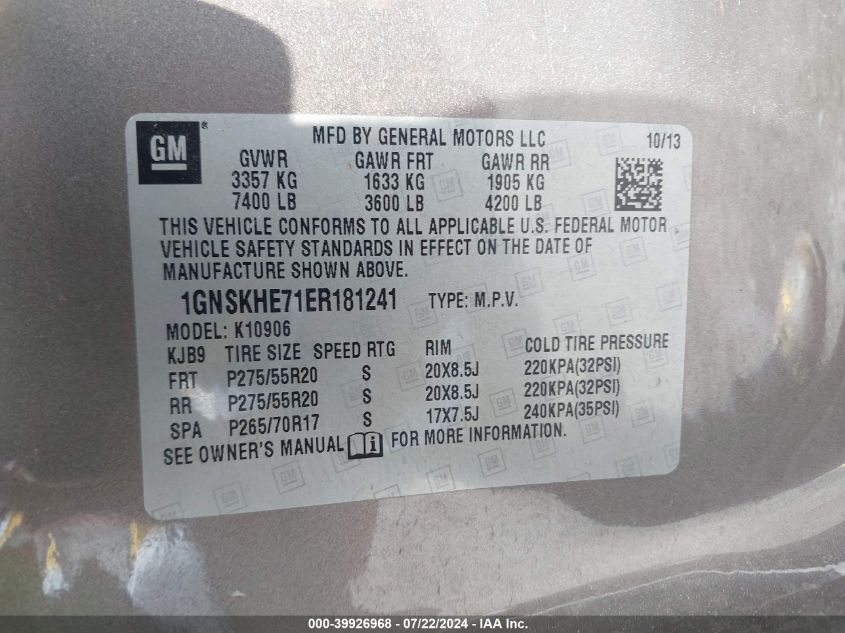 GM®
MFD BY GENERAL MOTORS LLC 10/13
GVWR GAWR FRT GAWR RR
3357 KG 1633 KG 1905 KG
7400 LB 3600 LB 4200 LB
THIS VEHICLE CONFORMS TO ALL APPLICABLE U.S. FEDERAL MOTOR
VEHICLE SAFETY STANDARDS IN EFFECT ON THE DATE OF
MANUFACTURE SHOWN ABOVE.
1GNSKHE71ER181241 TYPE: M.P.V.
MODEL: K10906
KJB9 TIRE SIZE SPEED RTG RIM COLD TIRE PRESSURE
FRT P275/55R20 S 20X8.5J 220KPA(32PSI)
RR P275/55R20 S 20X8.5J 220KPA(32PSI)
SPA P265/70R17 S 17X7.5J 240KPA(35PSI)
SEE OWNER'S MANUAL FOR MORE INFORMATION.
000-39926968 - 07/22/2024 - IAA Inc.